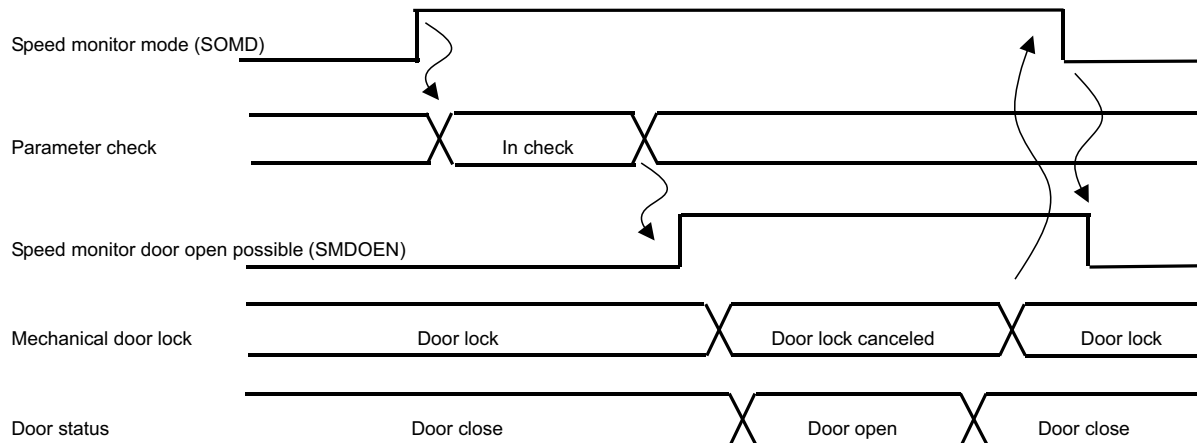 Speed monitor mode (SOMD)
Parameter check
In check
Speed monitor door open possible (SMDOEN)
Mechanical door lock
Door lock
Door lock canceled
Door lock
Door status
Door close
Door open
Door close